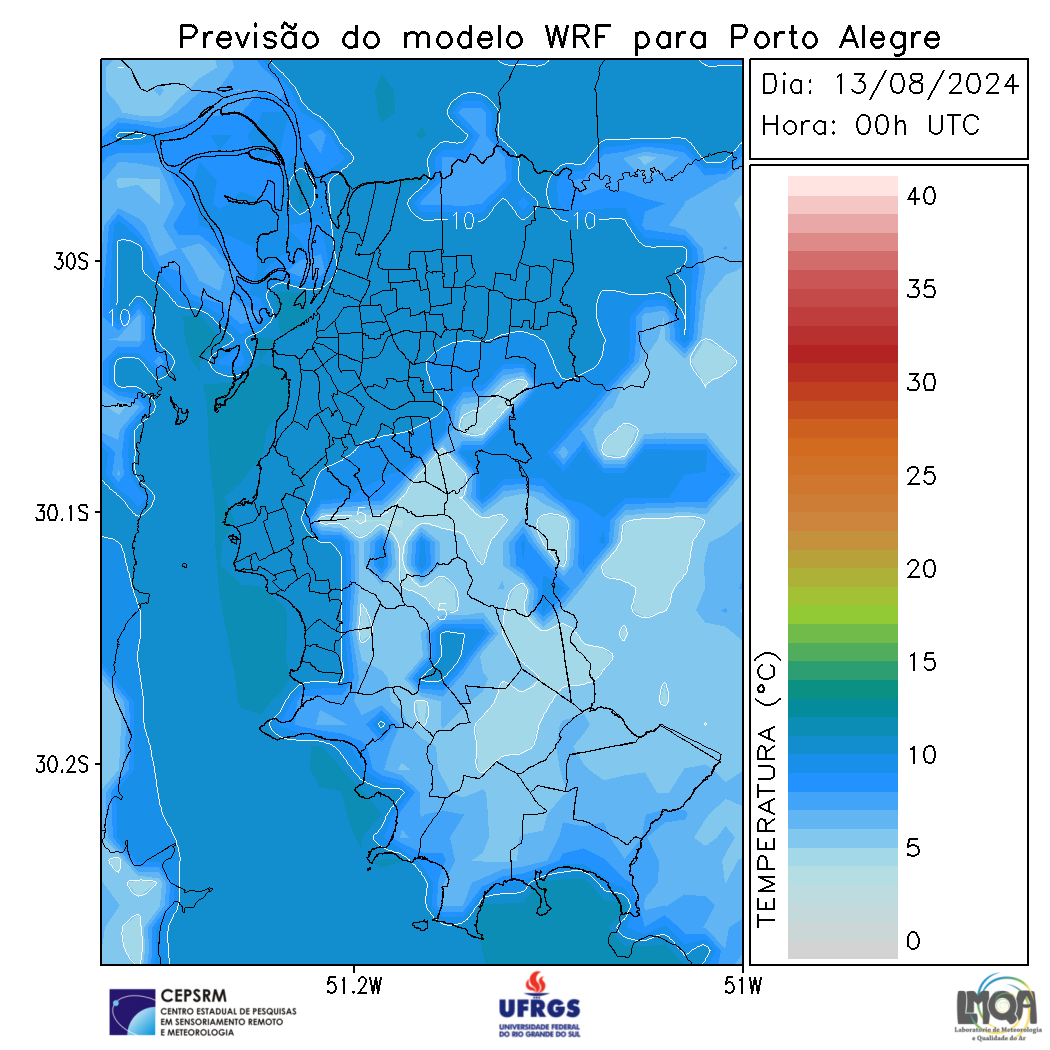 Previsão do modelo WRF para Porto Alegre
Dia: 13/08/2024
Hora: 00h UTC
40
35
30
25
20
15
10
5
0
TEMPERATURA (°C)
30S
30.1S
30.2S
51.2W
51W
10
10
10
5
5
CEPSRM
CENTRO ESTADUAL DE PESQUISAS
EM SENSORIAMENTO REMOTO
E METEOROLOGIA
UFRGS
UNIVERSIDADE FEDERAL
DO RIO GRANDE DO SUL
LMQA
Laboratório de Meteorologia
e Qualidade do Ar